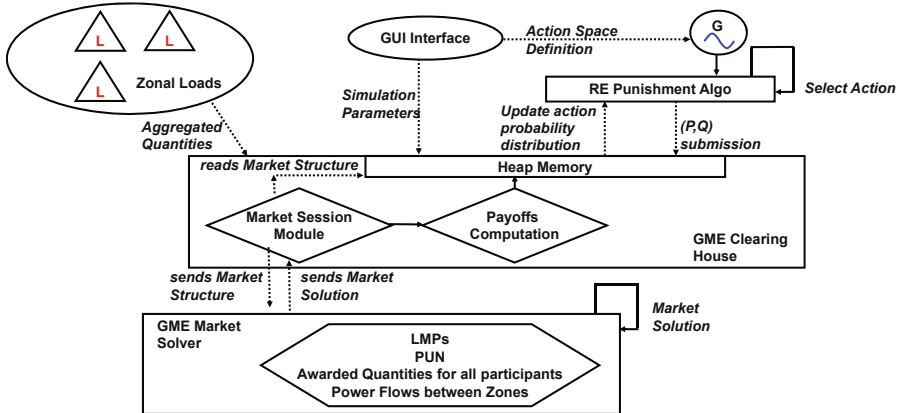 L
L
L
Zonal Loads
GUI Interface
Action Space
Definition
G
RE Punishment Algo
Select Action
Aggregated
Quantities
Simulation
Parameters
Update action
probability
distribution
(P,Q)
submission
reads Market Structure
Heap Memory
Market Session
Module
Payoffs
Computation
GME Clearing
House
sends Market
Structure
sends Market
Solution
GME Market
Solver
Market
Solution
LMPs
PUN
Awarded Quantities for all participants
Power Flows between Zones